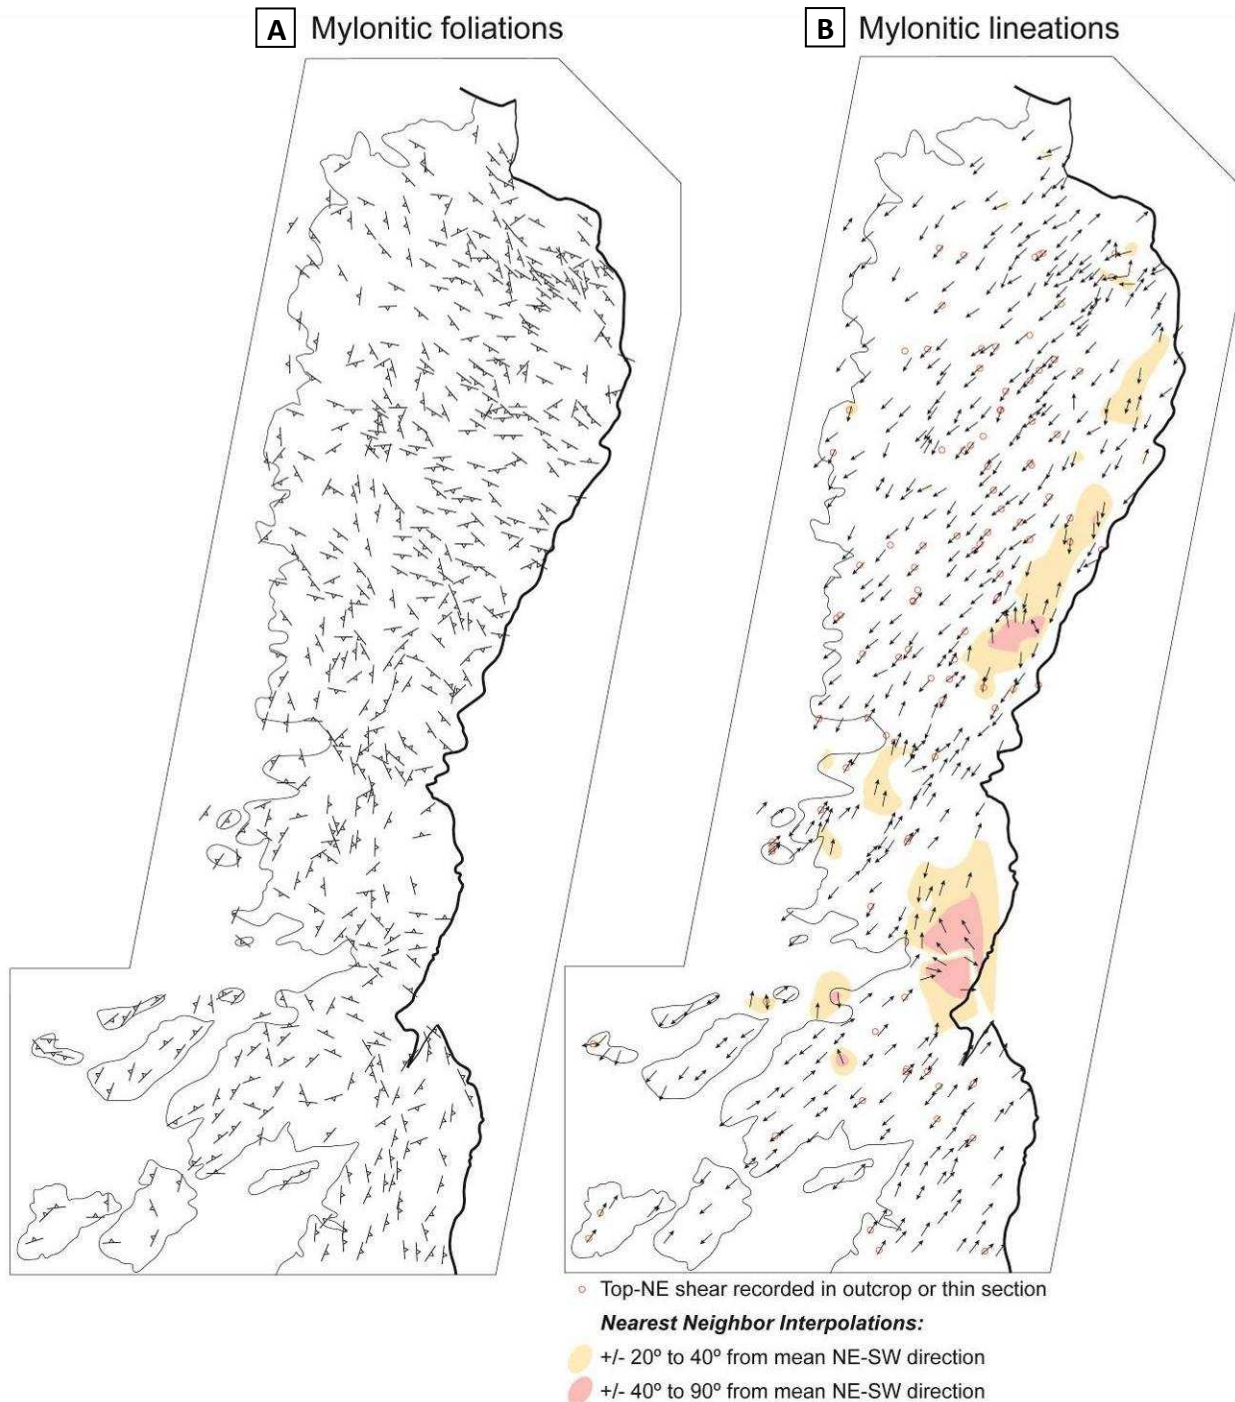 A Mylonitic foliations
B Mylonitic lineations
Top-NE shear recorded in outcrop or thin section
Nearest Neighbor Interpolations:
+/- 20º to 40º from mean NE-SW direction
+/- 40º to 90º from mean NE-SW direction